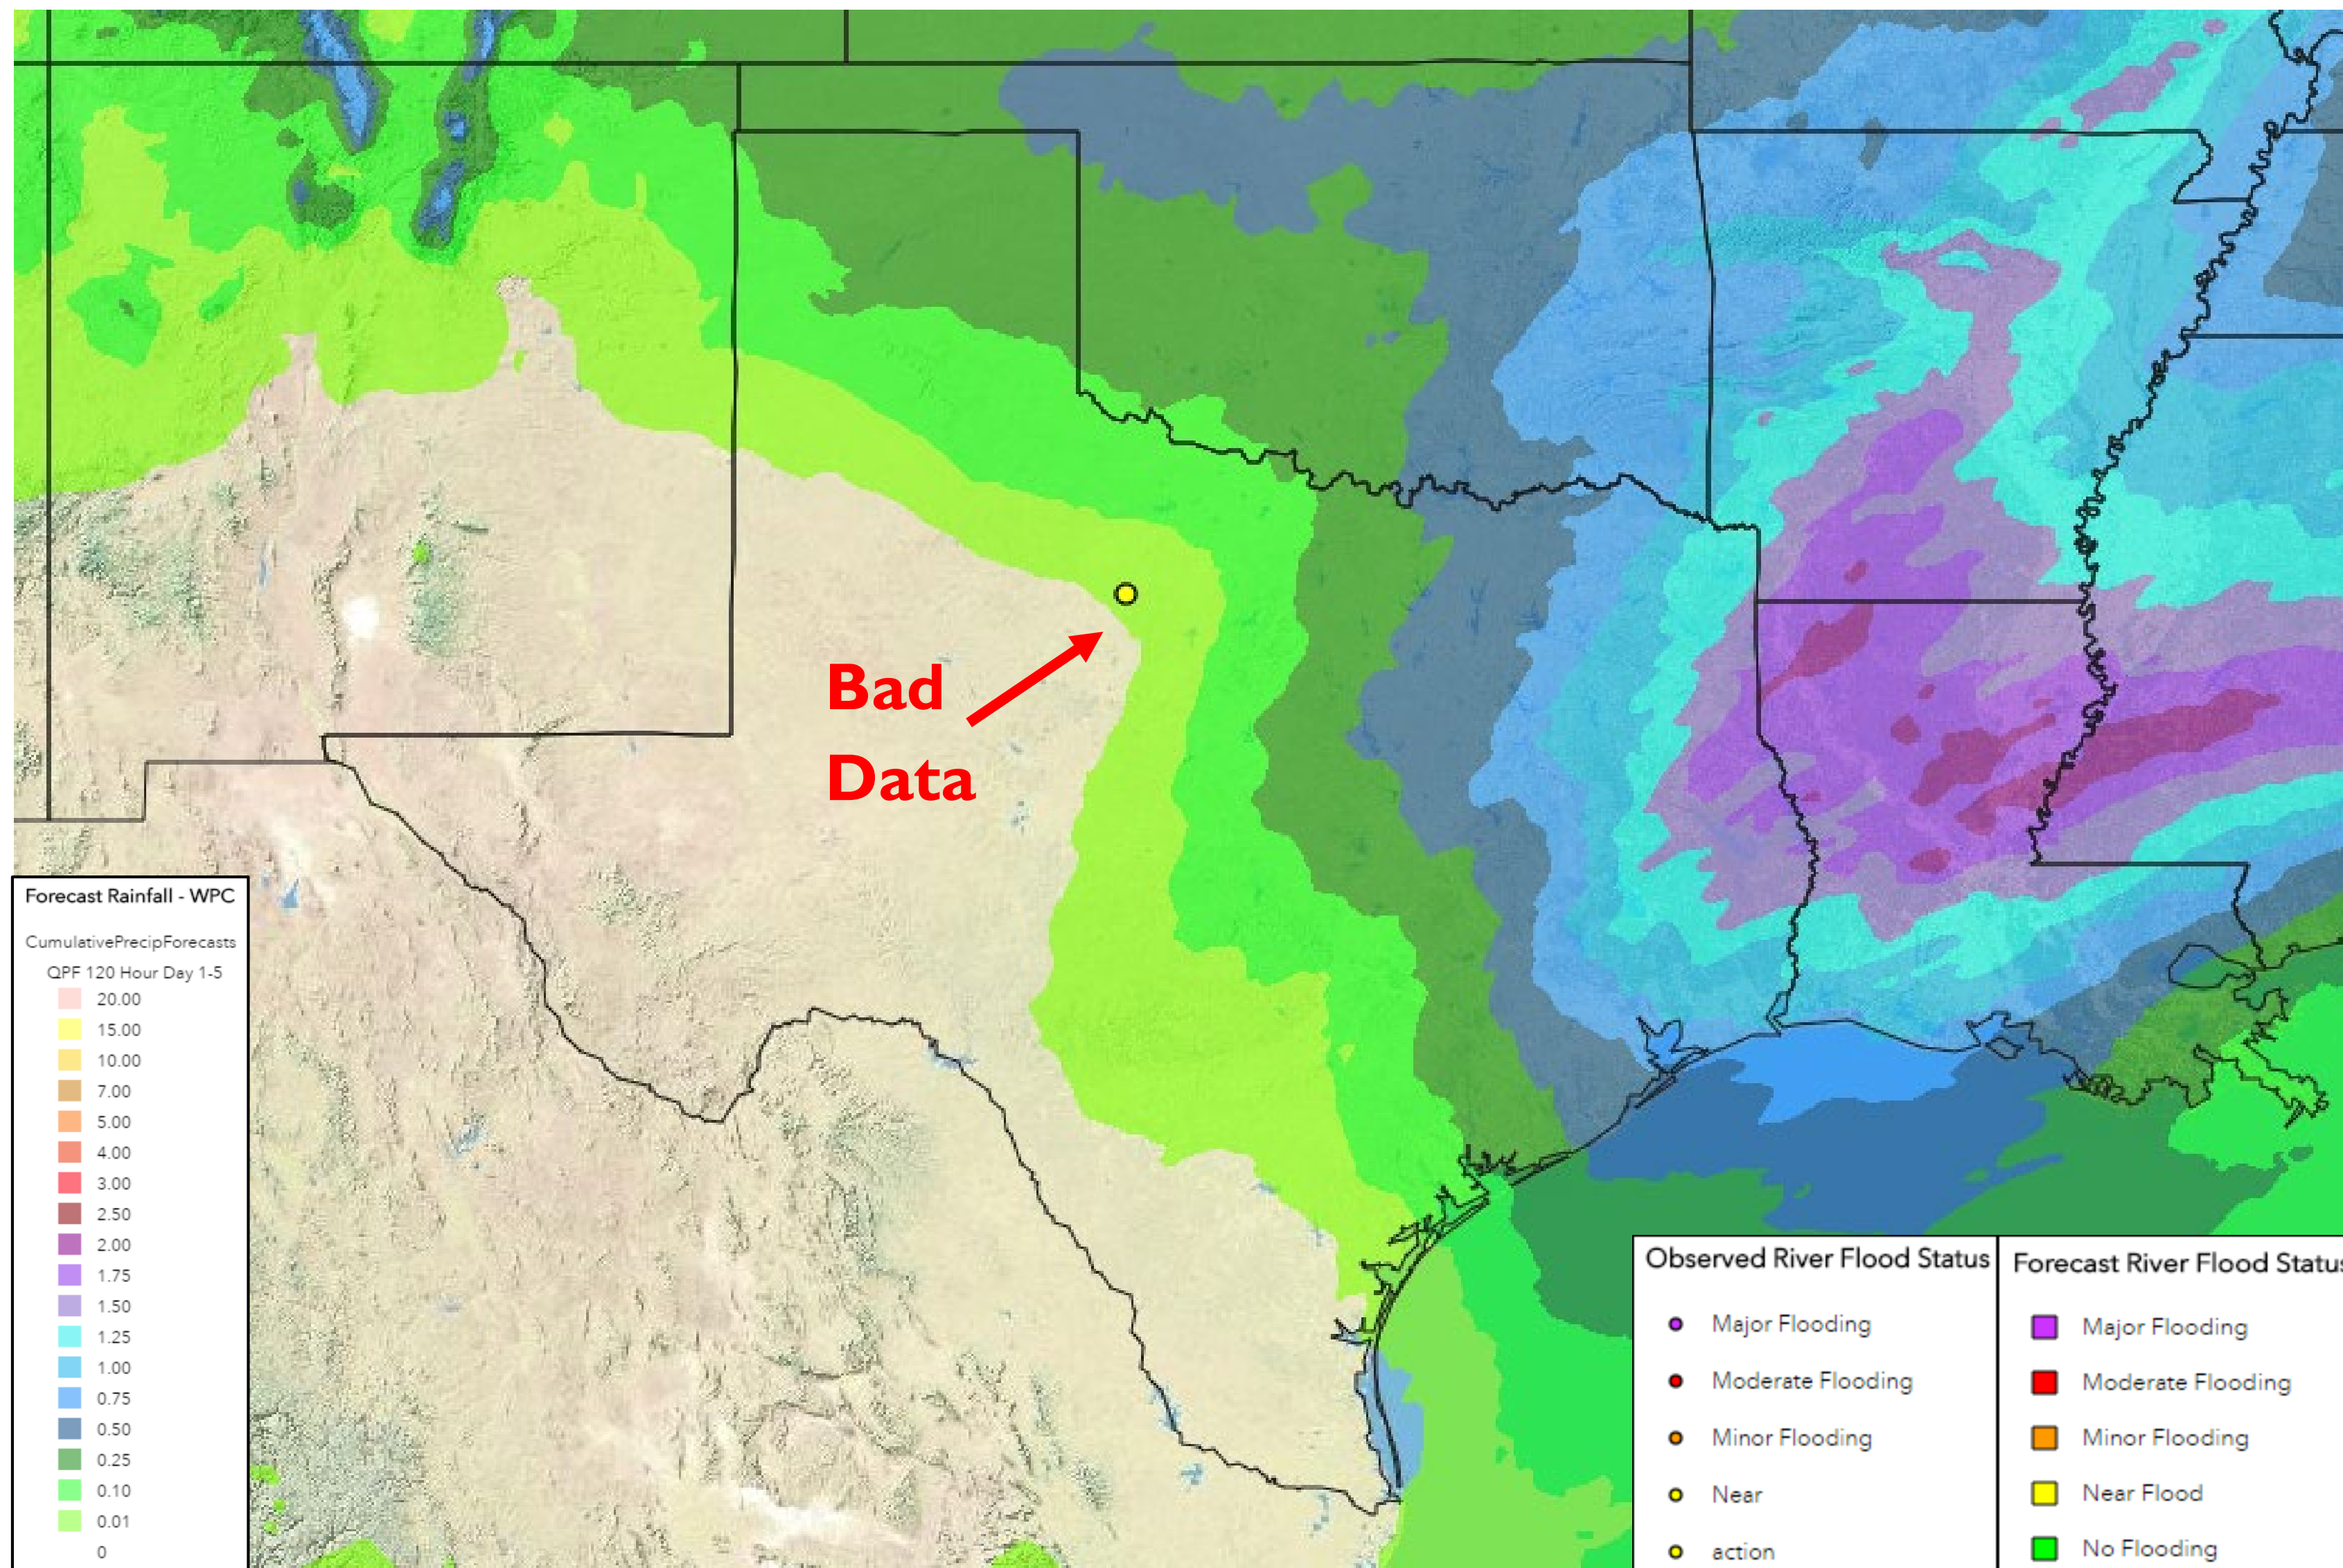 Bad
Data
Forecast Rainfall - WPC
CumulativePrecipForecasts
QPF 120 Hour Day 1-5
20.00
15.00
10.00
7.00
5.00
4.00
3.00
2.50
2.00
1.75
1.50
1.25
1.00
0.75
0.50
0.25
0.10
0.01
0
Observed River Flood Status
Major Flooding
Moderate Flooding
Minor Flooding
Near
action
Forecast River Flood Status
Major Flooding
Moderate Flooding
Minor Flooding
Near Flood
No Flooding